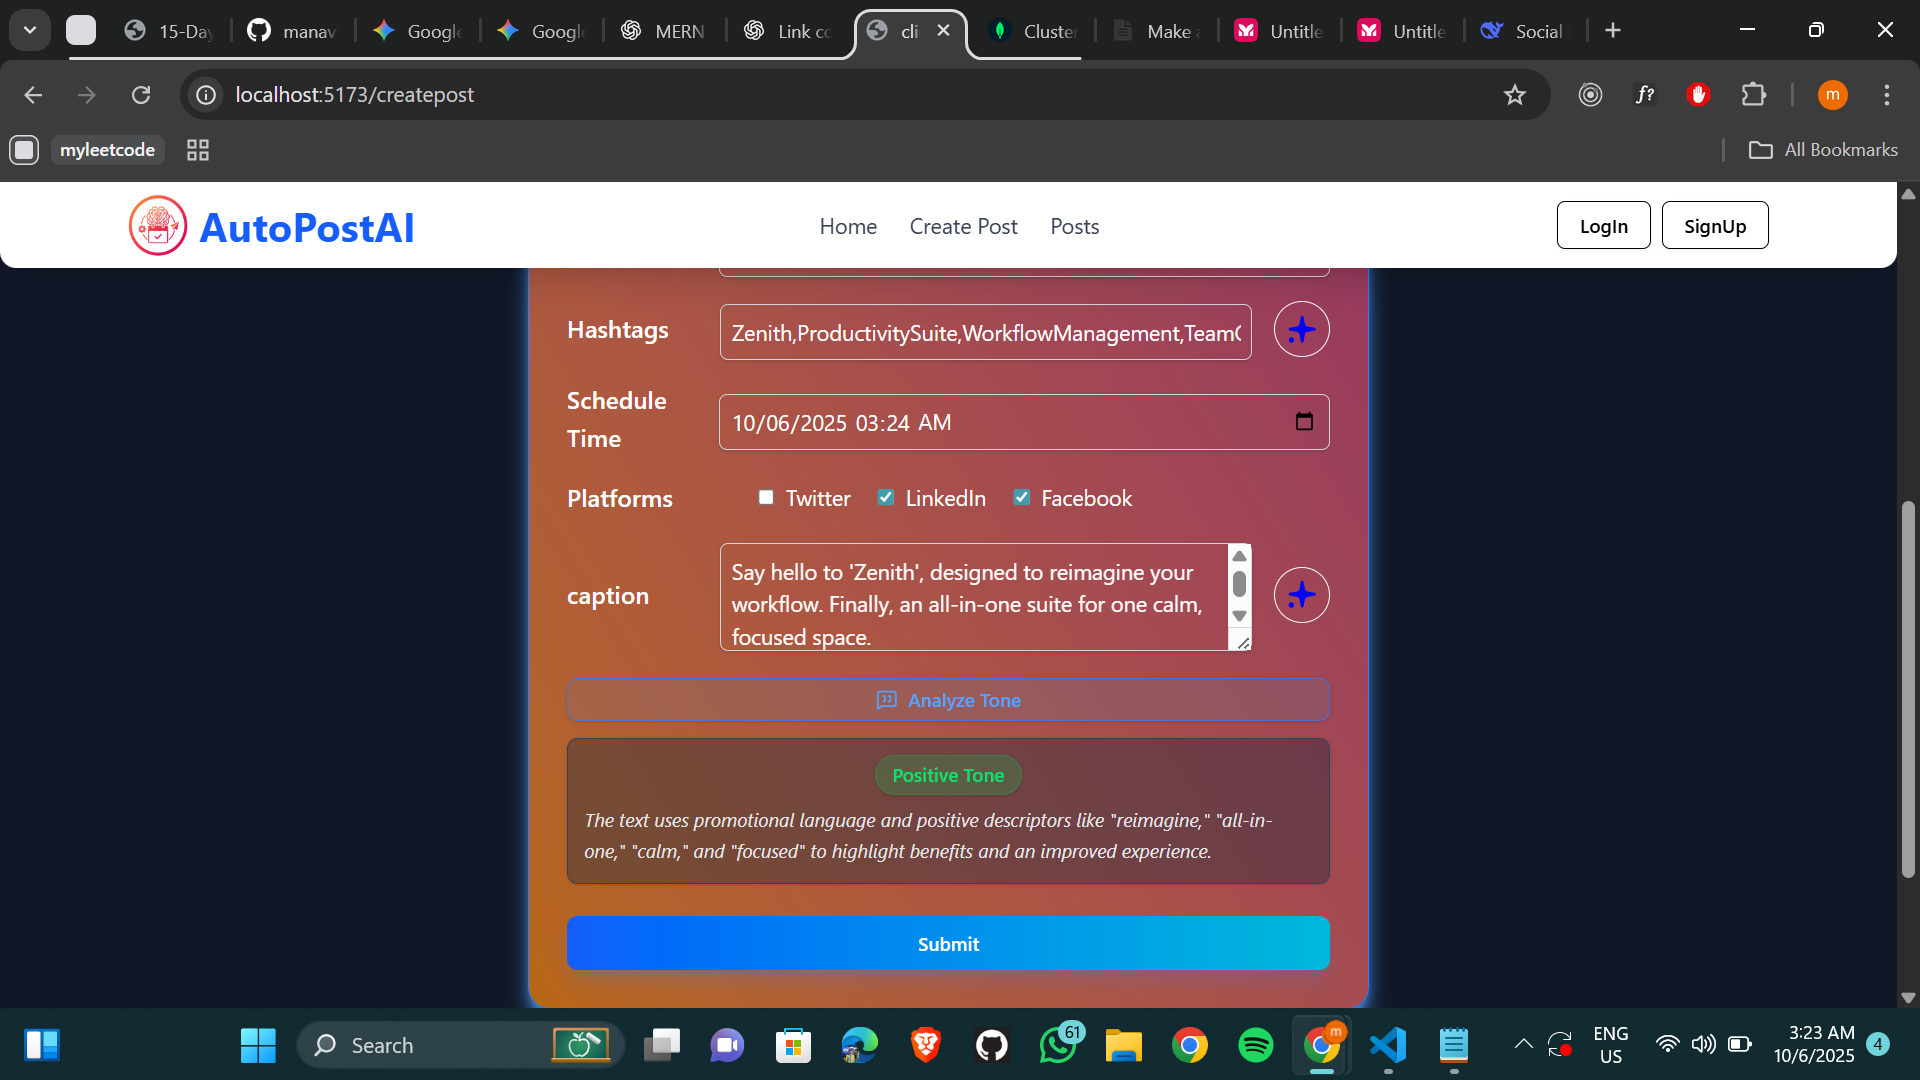 15-Day
manav
Google
Google
MERN
Link co
cli
Cluster
Make a
Untitle
Untitle
Social
localhost:5173/createpost
f?
m
myleetcode
All Bookmarks
AutoPostAI
Home
Create Post
Posts
LogIn
SignUp
Hashtags
Zenith,ProductivitySuite,WorkflowManagement,TeamC
Schedule
Time
10/06/2025 03:24 AM
Platforms
Twitter
LinkedIn
Facebook
caption
Say hello to 'Zenith', designed to reimagine your
workflow. Finally, an all-in-one suite for one calm,
focused space.
Analyze Tone
Positive Tone
The text uses promotional language and positive descriptors like "reimagine," "all-in-
one," "calm," and "focused" to highlight benefits and an improved experience.
Submit
Search
61
m
ENG
US
3:23 AM
10/6/2025
4